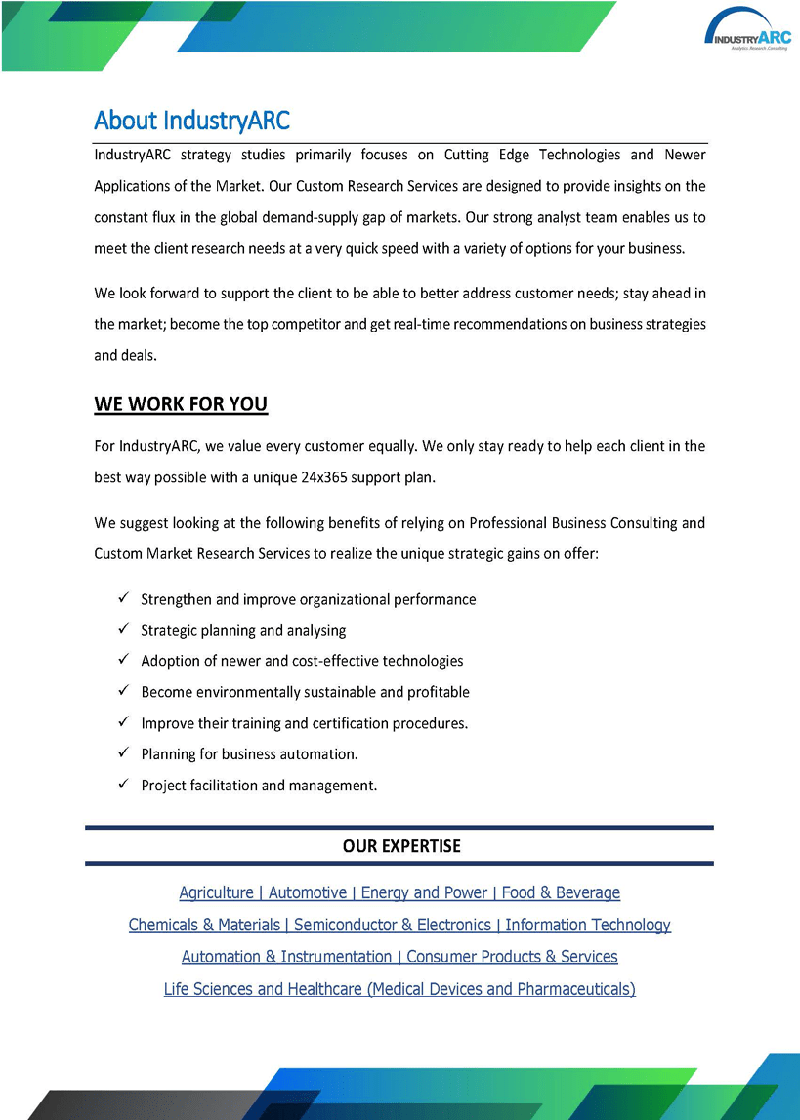 INDUSTRYARC
Analytics. Research. Consulting
About IndustryARC
IndustryARC strategy studies primarily focuses on Cutting Edge Technologies and Newer
Applications of the Market. Our Custom Research Services are designed to provide insights on the
constant flux in the global demand-supply gap of markets. Our strong analyst team enables us to
meet the client research needs at a very quick speed with a variety of options for your business.
We look forward to support the client to be able to better address customer needs; stay ahead in
the market; become the top competitor and get real-time recommendations on business strategies
and deals.
WE WORK FOR YOU
For IndustryARC, we value every customer equally. We only stay ready to help each client in the
best way possible with a unique 24x365 support plan.
We suggest looking at the following benefits of relying on Professional Business Consulting and
Custom Market Research Services to realize the unique strategic gains on offer:
✓ Strengthen and improve organizational performance
✓ Strategic planning and analysing
✓ Adoption of newer and cost-effective technologies
✓ Become environmentally sustainable and profitable
✓ Improve their training and certification procedures.
✓ Planning for business automation.
✓ Project facilitation and management.
OUR EXPERTISE
Agriculture | Automotive | Energy and Power | Food & Beverage
Chemicals & Materials | Semiconductor & Electronics | Information Technology
Automation & Instrumentation | Consumer Products & Services
Life Sciences and Healthcare (Medical Devices and Pharmaceuticals)